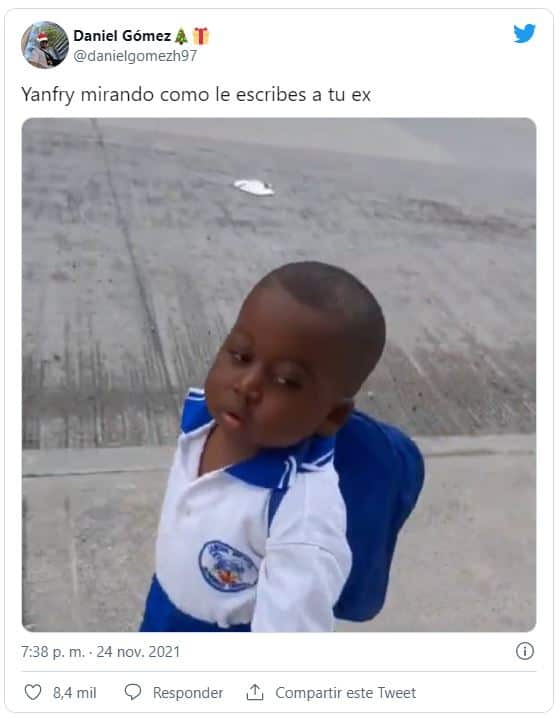 Daniel Gómez🎄🎁
@danielgomezh97
Yanfry mirando como le escribes a tu ex
7:38 p. m. · 24 nov. 2021
8,4 mil
Responder
Compartir este Tweet